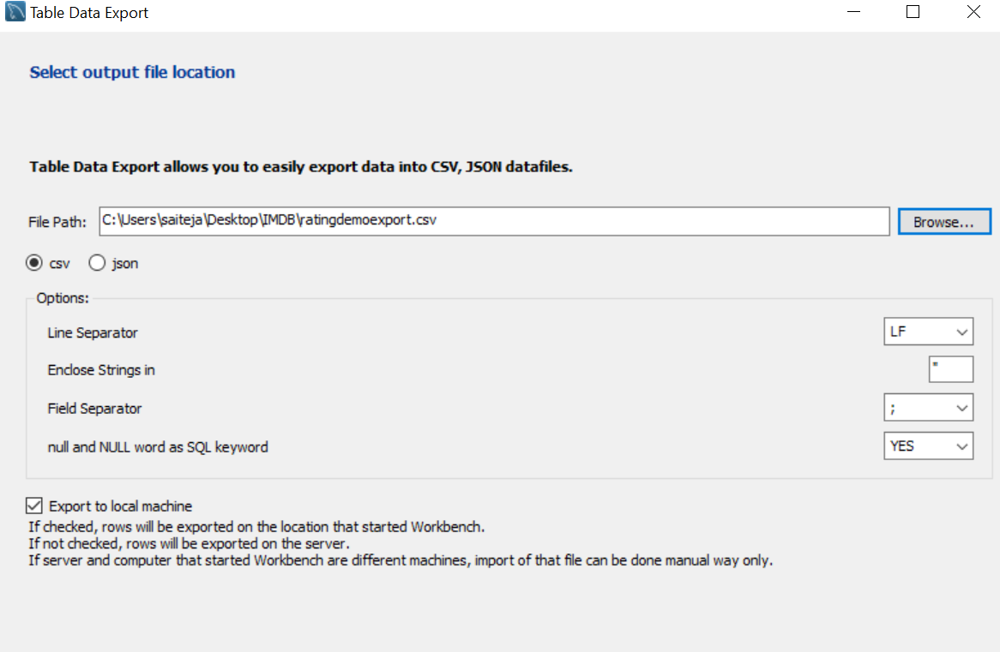 Table Data Export
Select output file location
Table Data Export allows you to easily export data into CSV, JSON datafiles.
File Path: C:\Users\saiteja\Desktop\IMDB\ratingdemoexport.csv Browse...
csv json
Options:
Line Separator LF
Enclose Strings in "
Field Separator ;
null and NULL word as SQL keyword YES
Export to local machine
If checked, rows will be exported on the location that started Workbench.
If not checked, rows will be exported on the server.
If server and computer that started Workbench are different machines, import of that file can be done manual way only.